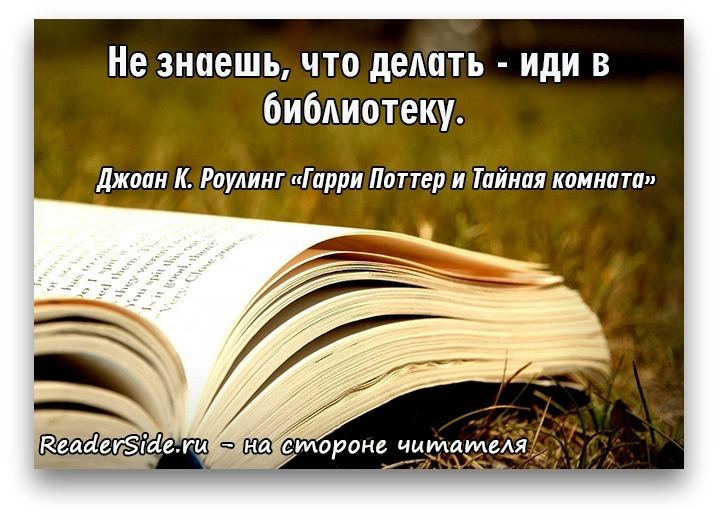 Не знаешь, что делать - иди в
библиотеку.
Джоан К. Роулинг «Гарри Поттер и Тайная комната»
ReaderSide.ru - на стороне читателя